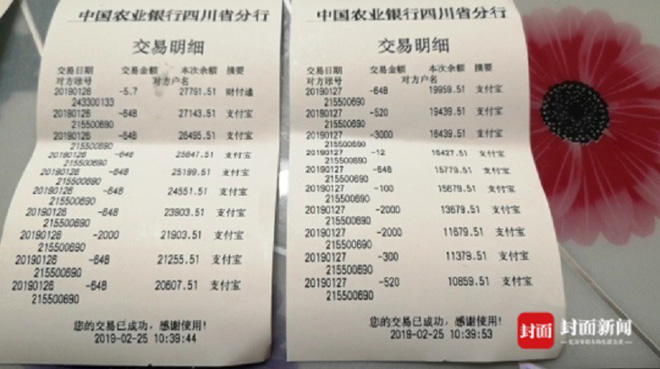 中国农业银行四川省分行
交易明细
交易日期 交易金额 本次余额 摘要
对方账号 对方户名
20190126 -5.7 27791.51 财付通
243300133
20190126 -648 27143.51 支付宝
215500690
20190126 -648 26495.51 支付宝
215500690
20190126 -648 25847.51 支付宝
215500690
20190126 -648 25199.51 支付宝
215500690
20190126 -648 24551.51 支付宝
215500690
20190126 -648 23903.51 支付宝
215500690
20190126 -2000 21903.51 支付宝
215500690
20190126 -648 21255.51 支付宝
215500690
20190126 -648 20607.51 支付宝
215500690
您的交易已成功,感谢使用!
2019-02-25 10:39:44
中国农业银行四川省分行
交易明细
交易日期 交易金额 本次余额 摘要
对方账号 对方户名
20190127 -648 19959.51 支付宝
215500690
20190127 -520 19439.51 支付宝
215500690
20190127 -3000 16439.51 支付宝
215500690
20190127 -12 16427.51 支付宝
215500690
20190127 -648 15779.51 支付宝
215500690
20190127 -100 15679.51 支付宝
215500690
20190127 -2000 13679.51 支付宝
215500690
20190127 -2000 11679.51 支付宝
215500690
20190127 -300 11379.51 支付宝
215500690
20190127 -520 10859.51 支付宝
215500690
您的交易已成功,感谢使用!
2019-02-25 10:39:53
封面 封面新闻